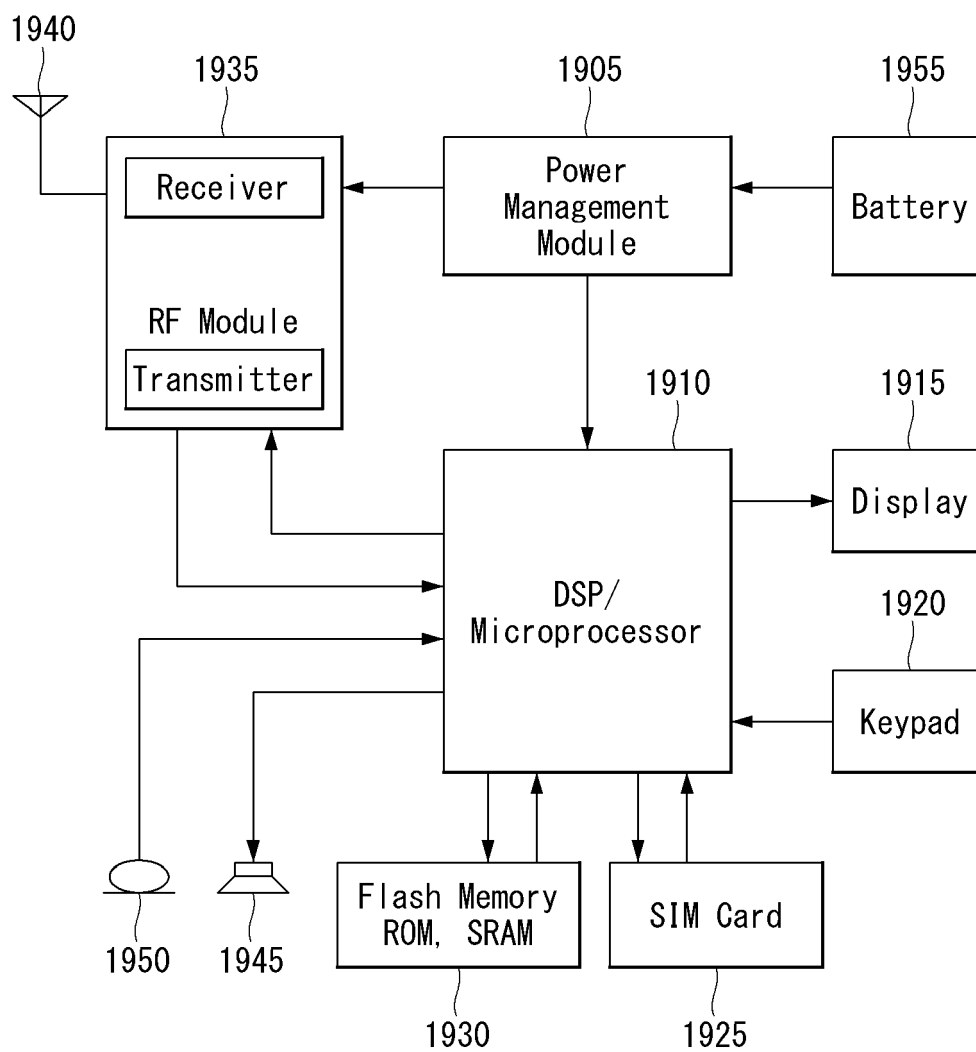 1940
1935
1905
1955
Receiver
RF Module
Transmitter
Power
Management
Module
Battery
1910
1915
DSP/
Microprocessor
Display
1920
Keypad
Flash Memory
ROM, SRAM
SIM Card
1950
1945
1930
1925